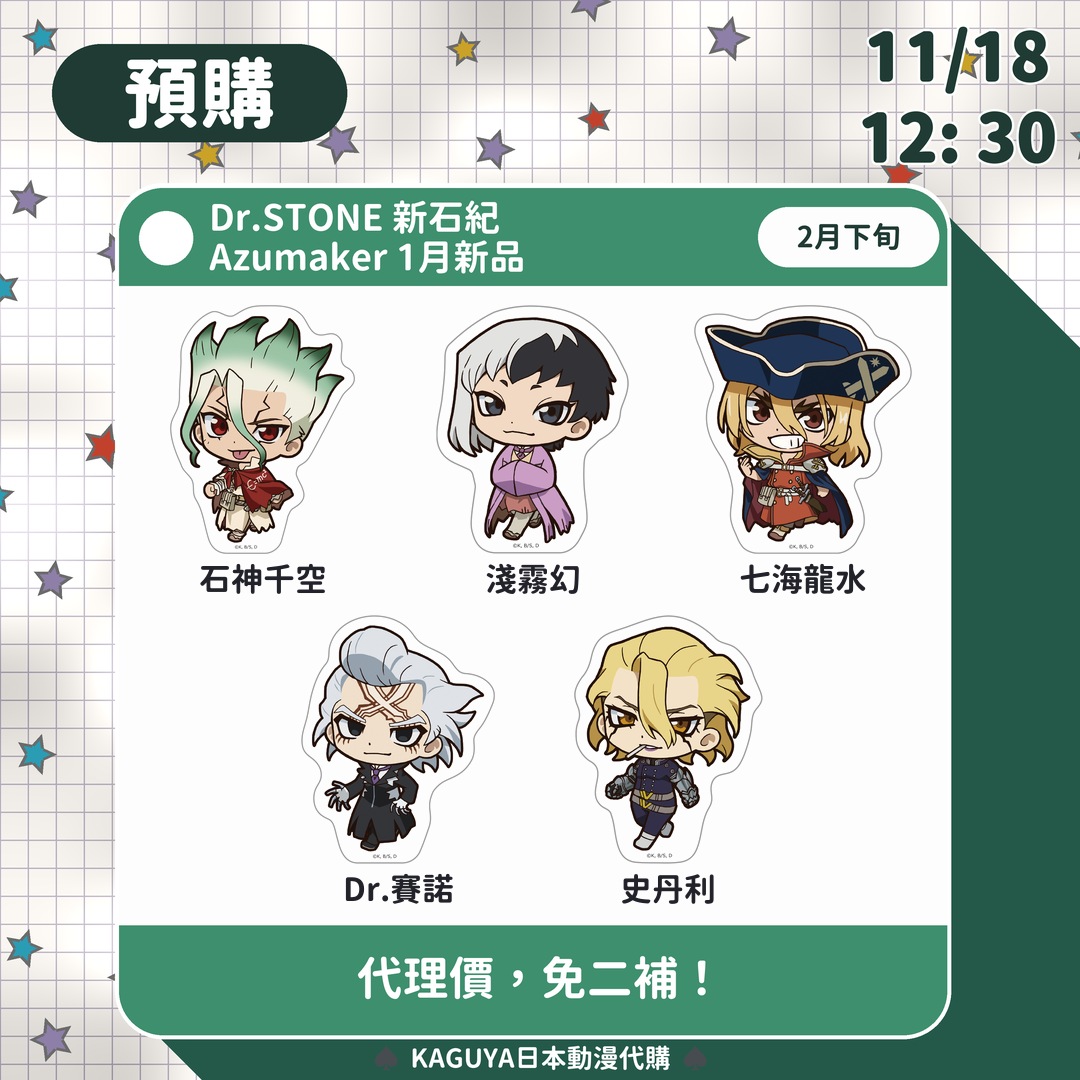 預購
11/18
12: 30
Dr.STONE 新石紀
Azumaker 1月新品
2月下旬
©K, B/S, D
©K, B/S, D
©K, B/S, D
石神千空
淺霧幻
七海龍水
©K, B/S, D
©K, B/S, D
Dr.賽諾
史丹利
代理價，免二補！
♠ KAGUYA日本動漫代購 ♠